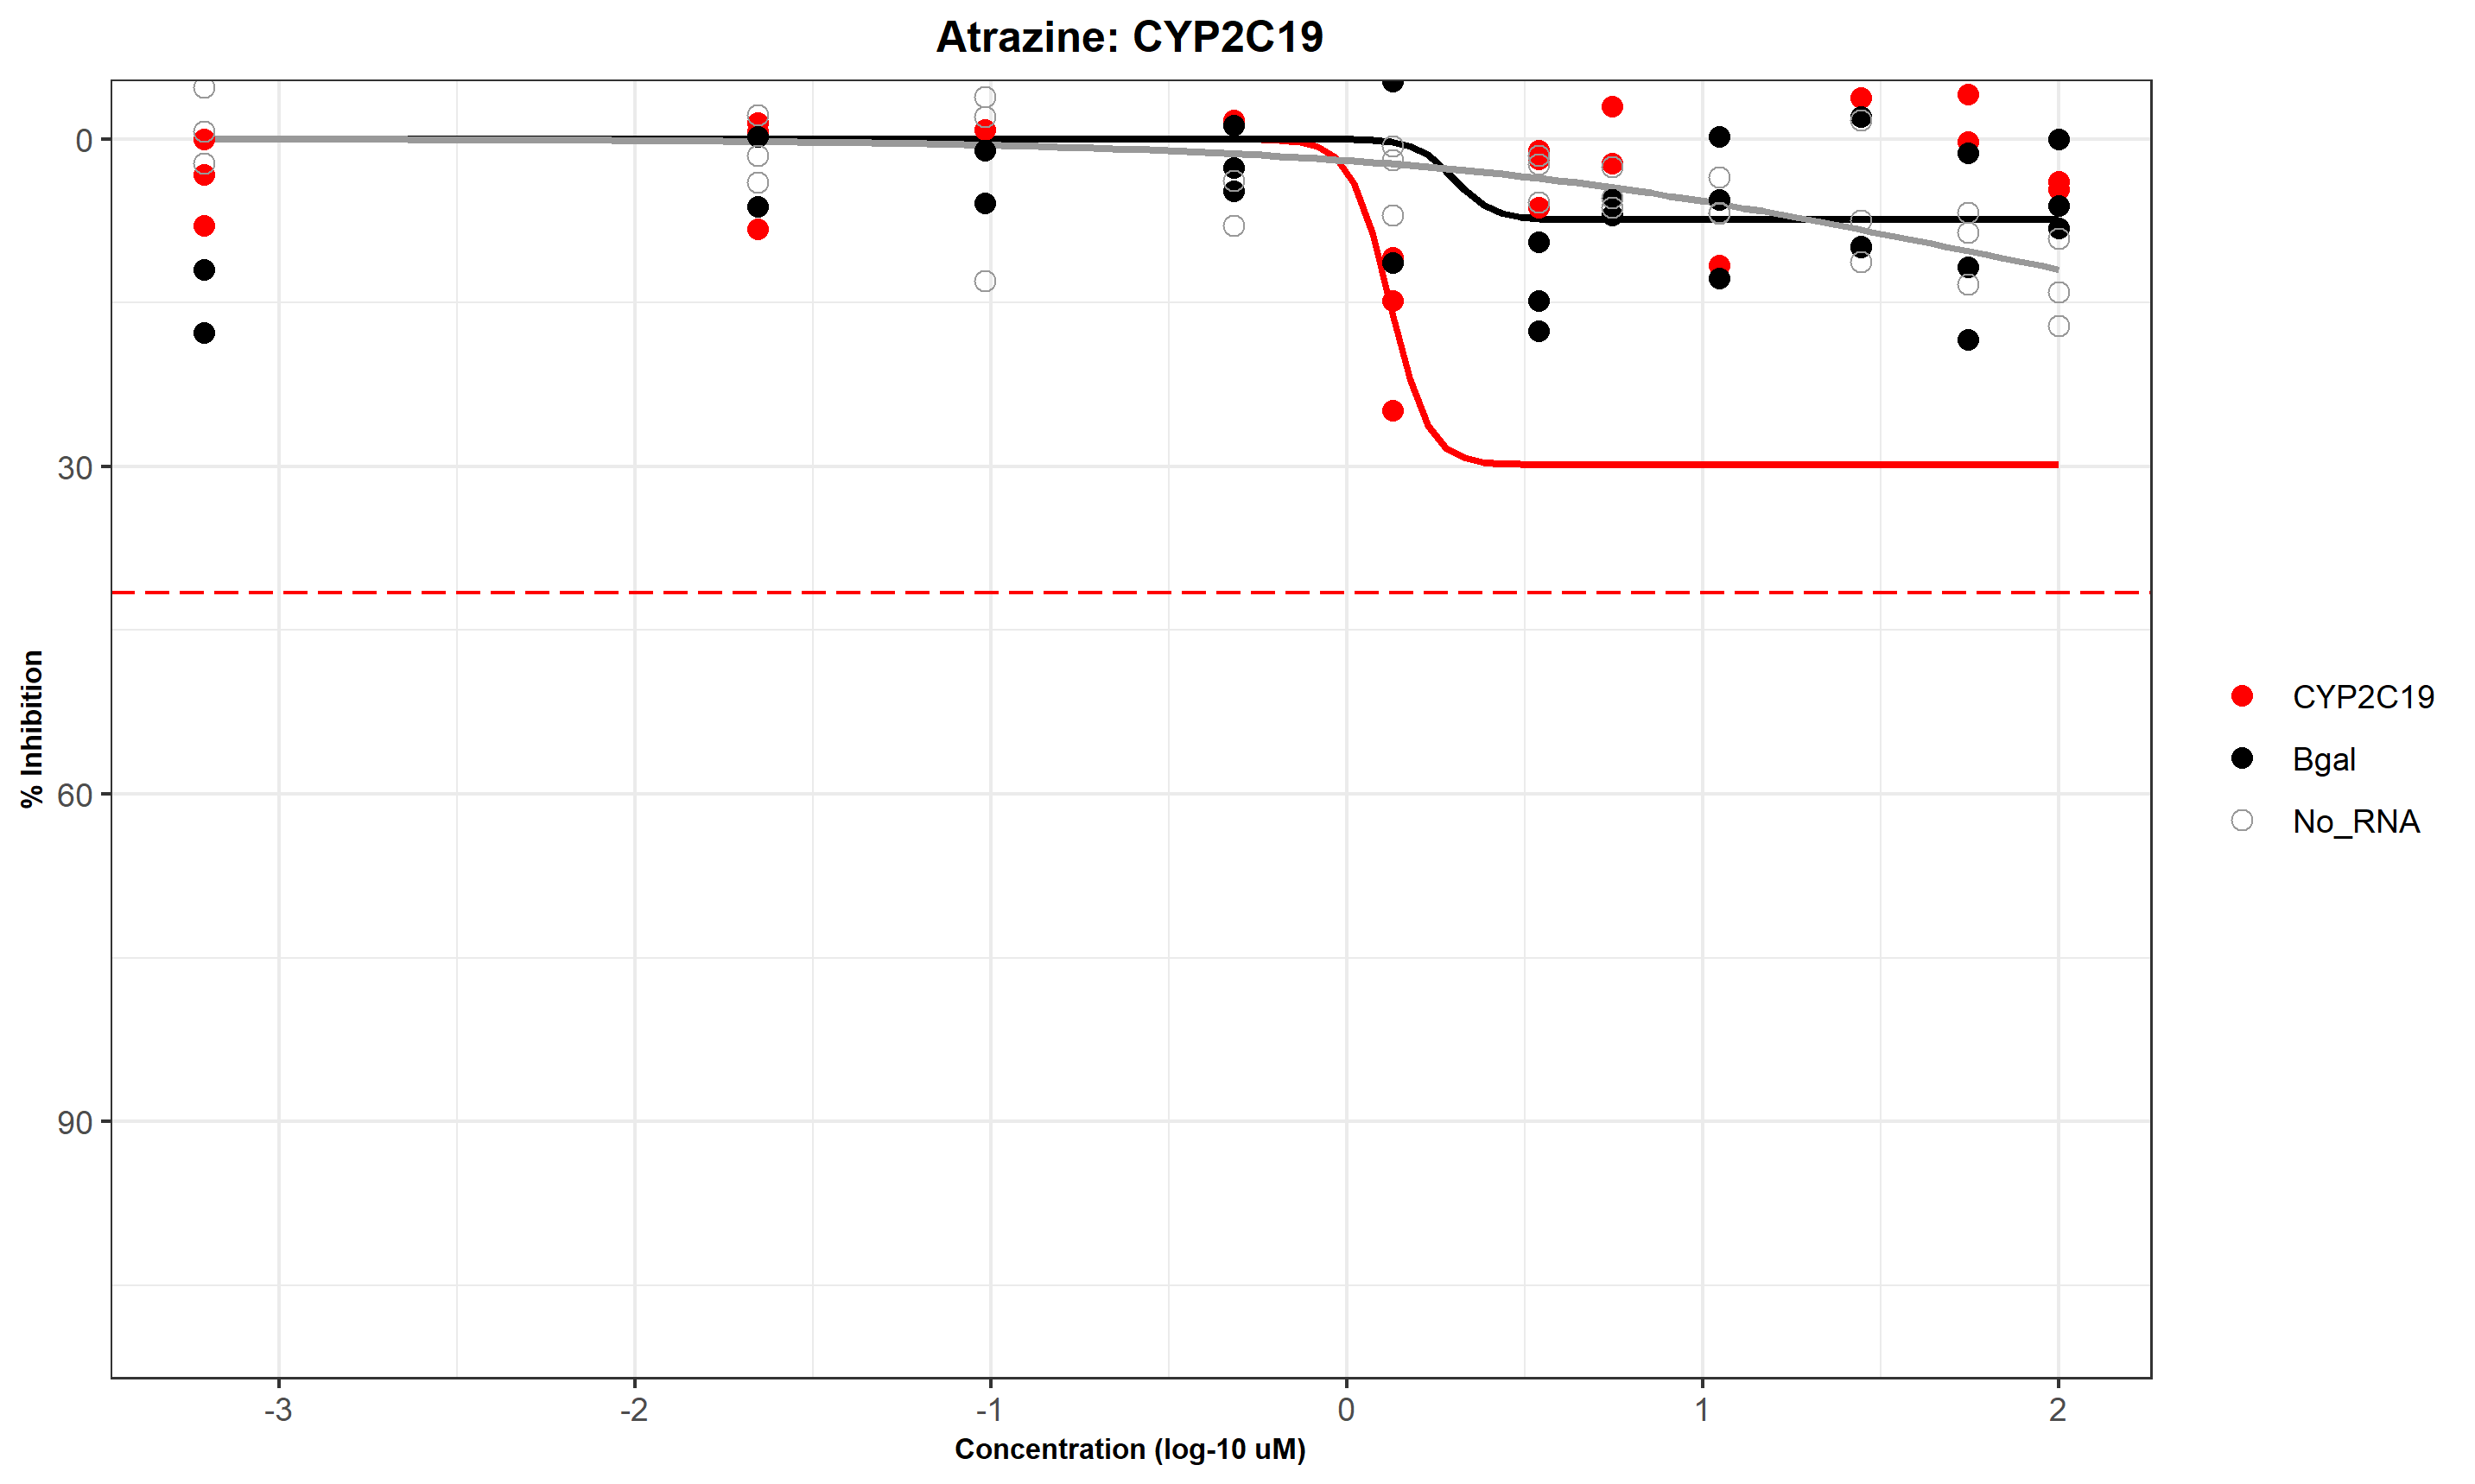 Atrazine: CYP2C19
0
30
60
90
% Inhibition
-3
-2
-1
0
1
2
Concentration (log-10 uM)
CYP2C19
Bgal
No_RNA